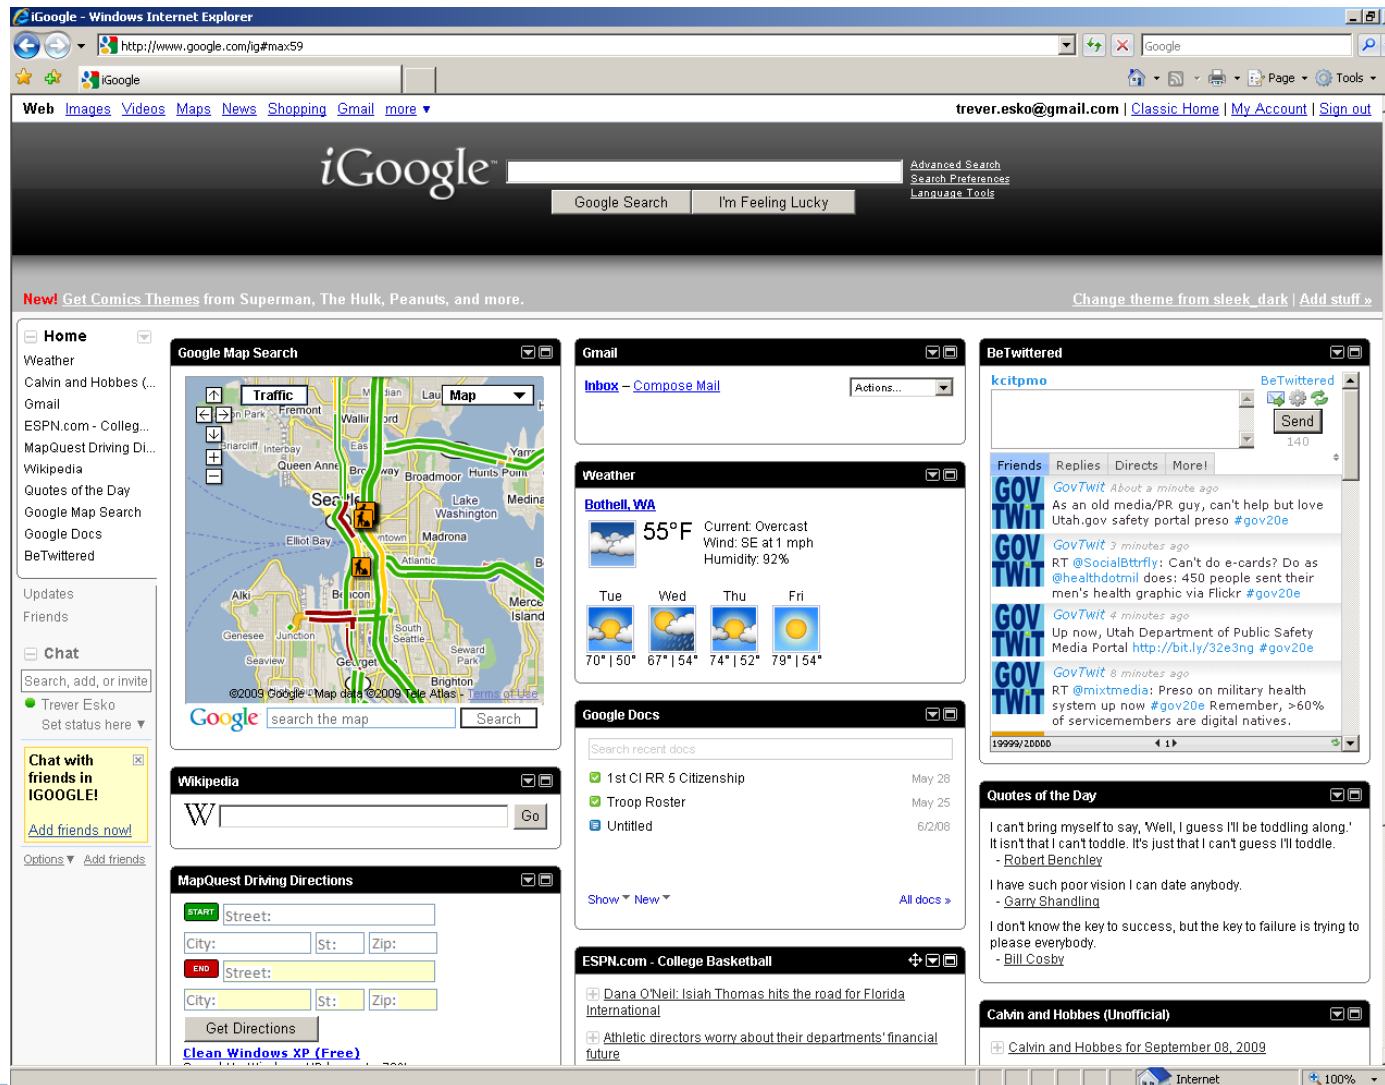 iGoogle - Windows Internet Explorer
http://www.google.com/ig#max59
Google
iGoogle
Page
Tools
Web Images Videos Maps News Shopping Gmail more ▼
trever.esko@gmail.com | Classic Home | My Account | Sign out
iGoogle™
Advanced Search
Search Preferences
Language Tools
Google Search
I'm Feeling Lucky
New! Get Comics Themes from Superman, The Hulk, Peanuts, and more.
Change theme from sleek_dark | Add stuff »
Home
Weather
Calvin and Hobbes (...
Gmail
ESPN.com - Colleg...
MapQuest Driving Di...
Wikipedia
Quotes of the Day
Google Map Search
Google Docs
BeTwittered
Updates
Friends
Chat
Search, add, or invite
Trever Esko
Set status here ▼
Chat with
friends in
IGOOGLE!
Add friends now!
Options ▼ Add friends
Google Map Search
Traffic
Map
Fremont
Briarcliff Interbay
Queen Anne
Broadmoor
Lake
Washington
Medina
Elliot Bay
Madrona
Atlantic
Alki
Beacon
Mercer
Island
Genesee
Junction
South
Seattle
Seaview
Seward
Park
Brighton
©2009 Google - Map data ©2009 Tele Atlas - Terms of Use
Google search the map Search
Wikipedia
W
Go
MapQuest Driving Directions
START Street:
City: St: Zip:
END Street:
City: St: Zip:
Get Directions
Clean Windows XP (Free)
Gmail
Inbox – Compose Mail
Actions...
Weather
Bothell, WA
55°F
Current: Overcast
Wind: SE at 1 mph
Humidity: 92%
Tue Wed Thu Fri
70° | 50° 67° | 54° 74° | 52° 79° | 54°
Google Docs
Search recent docs
1st CI RR 5 Citizenship May 28
Troop Roster May 25
Untitled 6/2/08
Show New All docs »
ESPN.com - College Basketball
Dana O'Neil: Isiah Thomas hits the road for Florida
International
Athletic directors worry about their departments' financial
future
BeTwittered
kcitpmo
BeTwittered
Send
140
Friends Replies Directs More!
GOV TWIT
GovTwit About a minute ago
As an old media/PR guy, can't help but love
Utah.gov safety portal preso #gov20e
GOV TWIT
GovTwit 3 minutes ago
RT @SocialBttrfly: Can't do e-cards? Do as
@healthdotmil does: 450 people sent their
men's health graphic via Flickr #gov20e
GOV TWIT
GovTwit 4 minutes ago
Up now, Utah Department of Public Safety
Media Portal http://bit.ly/32e3ng #gov20e
GOV TWIT
GovTwit 8 minutes ago
RT @mixtmedia: Preso on military health
system up now #gov20e Remember, >60%
of servicemembers are digital natives.
19999/20000
1
Quotes of the Day
I can't bring myself to say, 'Well, I guess I'll be toddling along.'
It isn't that I can't toddle. It's just that I can't guess I'll toddle.
- Robert Benchley
I have such poor vision I can date anybody.
- Garry Shandling
I don't know the key to success, but the key to failure is trying to
please everybody.
- Bill Cosby
Calvin and Hobbes (Unofficial)
Calvin and Hobbes for September 08, 2009
Internet
100%